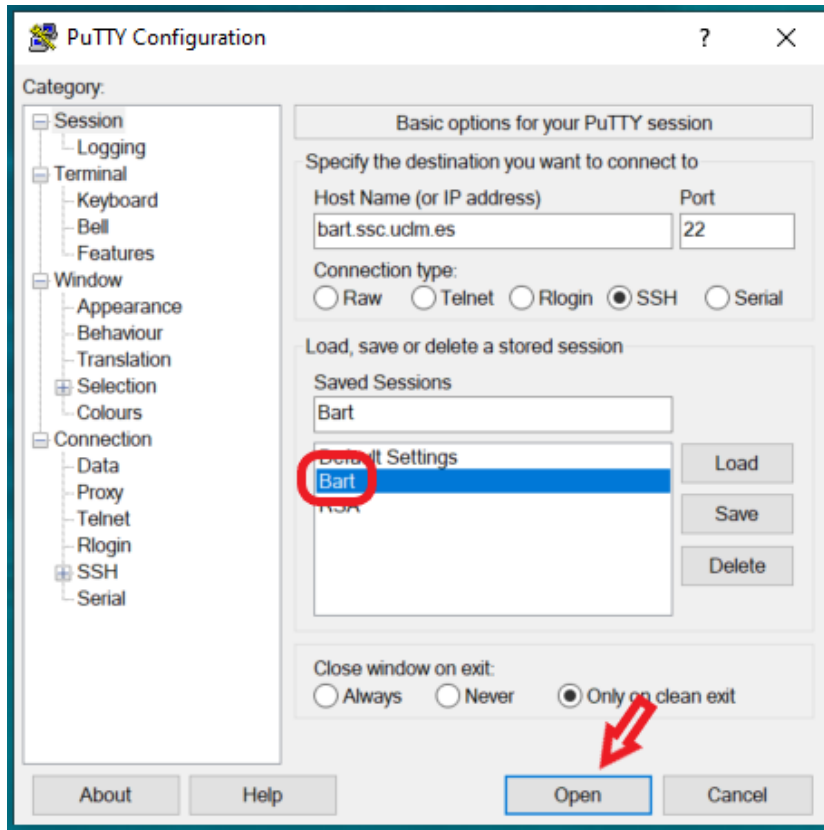 PuTTY Configuration
?
Category:
Session
Logging
Terminal
Keyboard
Bell
Features
Window
Appearance
Behaviour
Translation
Selection
Colours
Connection
Data
Proxy
Telnet
Rlogin
SSH
Serial
Basic options for your PuTTY session
Specify the destination you want to connect to
Host Name (or IP address) Port
bart.ssc.uclm.es 22
Connection type:
Raw Telnet Rlogin SSH Serial
Load, save or delete a stored session
Saved Sessions
Bart
Default Settings
Bart
RSA
Load
Save
Delete
Close window on exit:
Always Never Only on clean exit
About Help Open Cancel